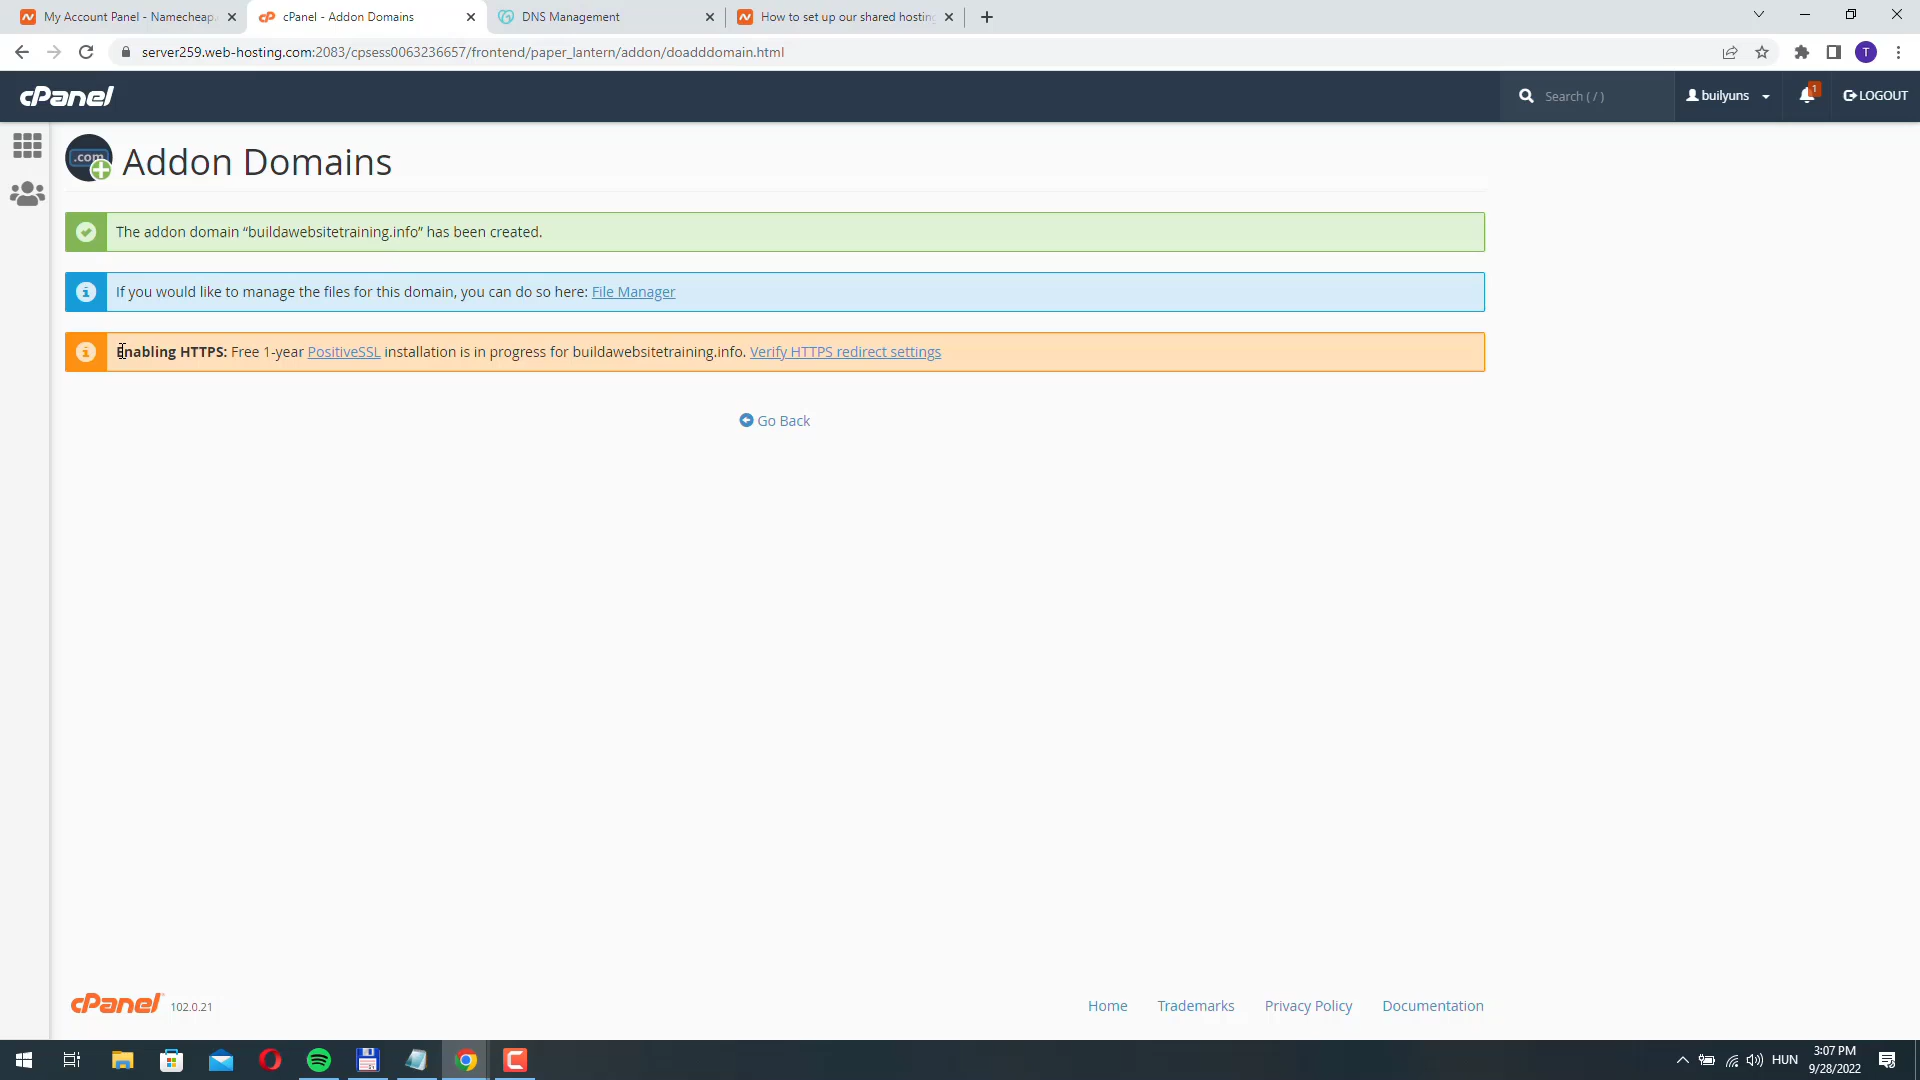 My Account Panel - Namecheap.
cPanel - Addon Domains
DNS Management
How to set up our shared hosting
server259.web-hosting.com:2083/cpsess0063236657/frontend/paper_lantern/addon/doadddomain.html
T
cPanel
Search ( / )
builyuns
1
LOGOUT
.com
Addon Domains
The addon domain “buildawebsitetraining.info” has been created.
If you would like to manage the files for this domain, you can do so here: File Manager
Enabling HTTPS: Free 1-year PositiveSSL installation is in progress for buildawebsitetraining.info. Verify HTTPS redirect settings
Go Back
cPanel 102.0.21
Home
Trademarks
Privacy Policy
Documentation
HUN
3:07 PM
9/28/2022